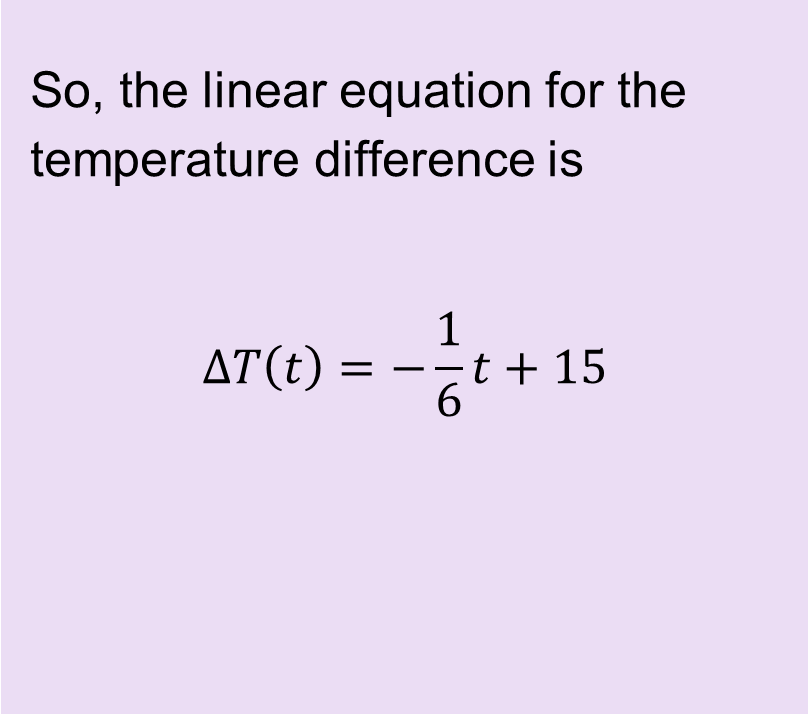 So, the linear equation for the
temperature difference is
ΔT(t) = −1/6 t + 15